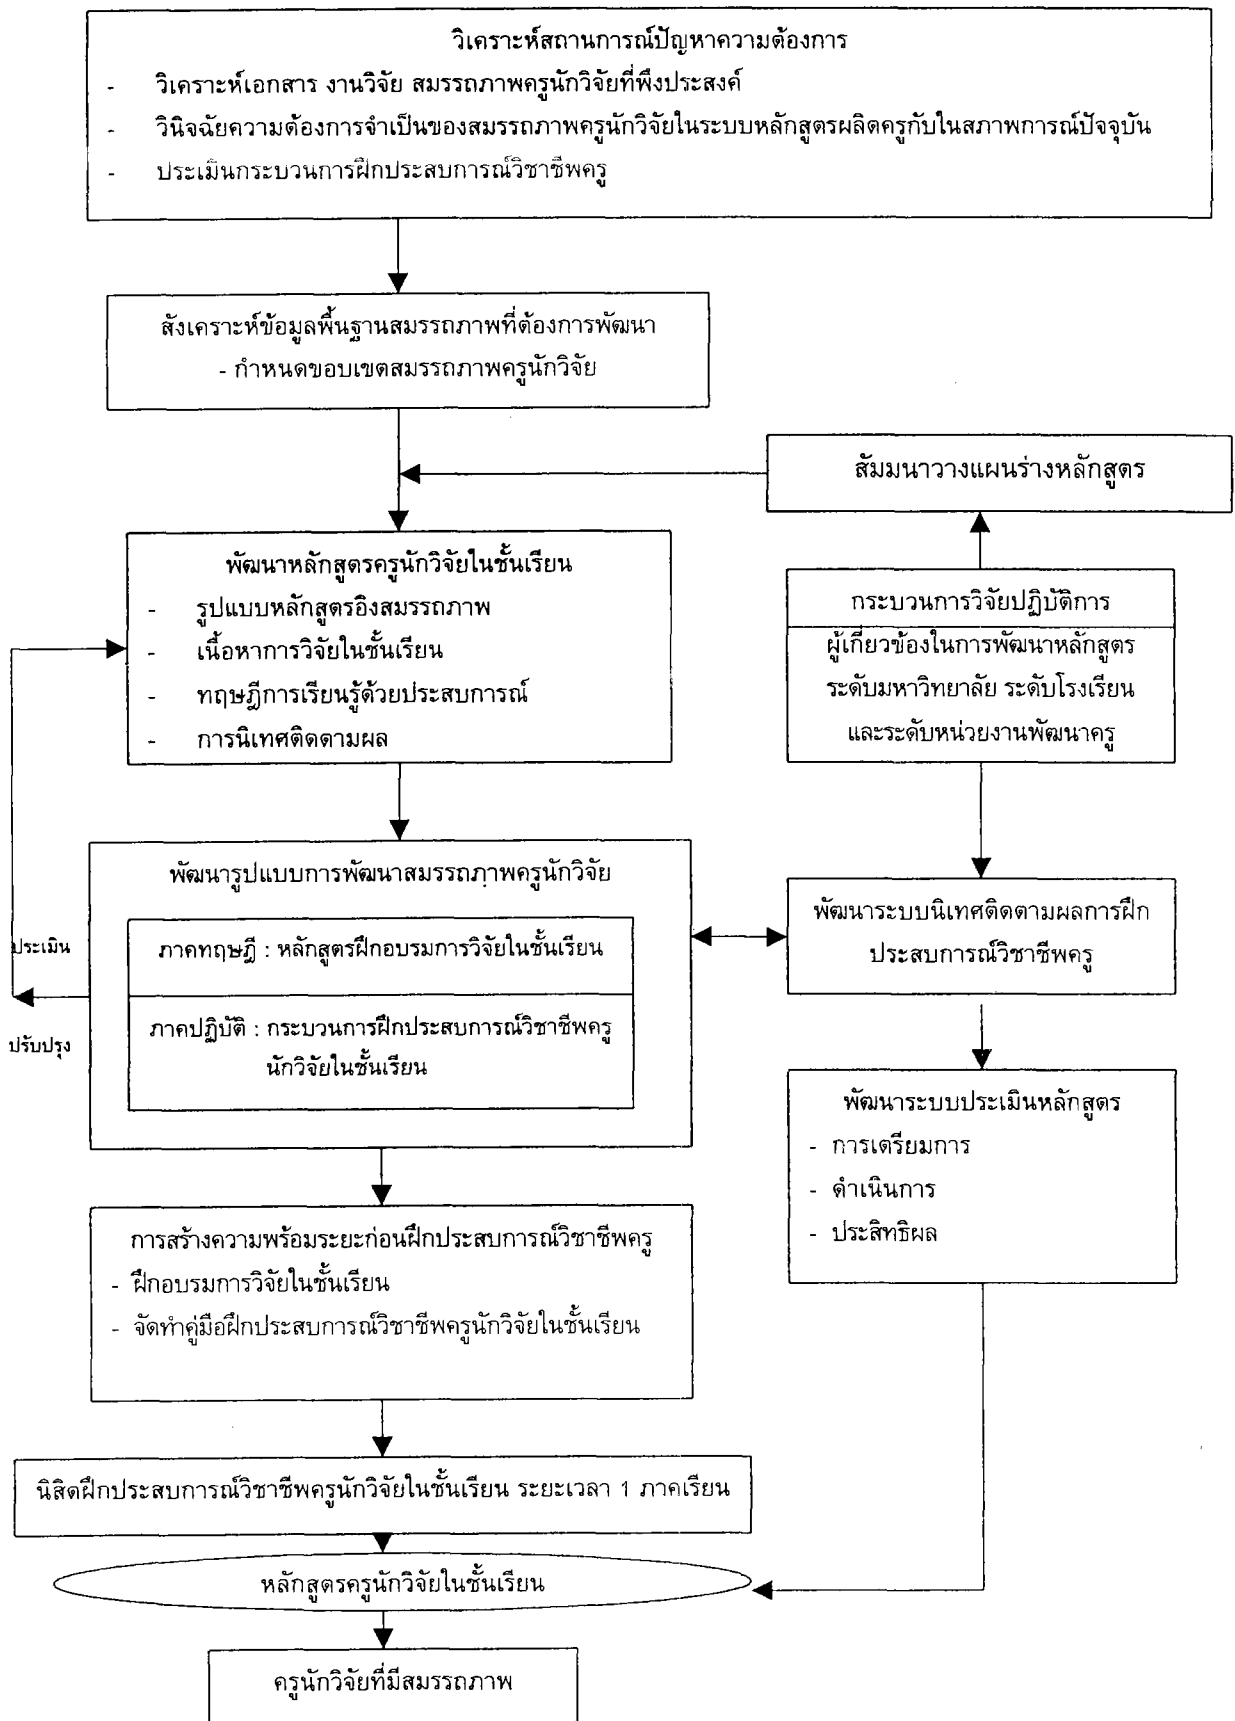 วิเคราะห์สถานการณ์ปัญหาความต้องการ
- วิเคราะห์เอกสาร งานวิจัย สมรรถภาพครูนักวิจัยที่พึงประสงค์
- วินิจฉัยความต้องการจำเป็นของสมรรถภาพครูนักวิจัยในระบบหลักสูตรผลิตครูกับในสภาพการณ์ปัจจุบัน
- ประเมินกระบวนการฝึกประสบการณ์วิชาชีพครู
สังเคราะห์ข้อมูลพื้นฐานสมรรถภาพที่ต้องการพัฒนา
- กำหนดขอบเขตสมรรถภาพครูนักวิจัย
สัมมนาวางแผนร่างหลักสูตร
พัฒนาหลักสูตรครูนักวิจัยในชั้นเรียน
- รูปแบบหลักสูตรอิงสมรรถภาพ
- เนื้อหาการวิจัยในชั้นเรียน
- ทฤษฎีการเรียนรู้ด้วยประสบการณ์
- การนิเทศติดตามผล
กระบวนการวิจัยปฏิบัติการ
ผู้เกี่ยวข้องในการพัฒนาหลักสูตร
ระดับมหาวิทยาลัย ระดับโรงเรียน
และระดับหน่วยงานพัฒนาครู
พัฒนารูปแบบการพัฒนาสมรรถภาพครูนักวิจัย
ภาคทฤษฎี : หลักสูตรฝึกอบรมการวิจัยในชั้นเรียน
ภาคปฏิบัติ : กระบวนการฝึกประสบการณ์วิชาชีพครู
นักวิจัยในชั้นเรียน
ประเมิน
ปรับปรุง
พัฒนาระบบนิเทศติดตามผลการฝึก
ประสบการณ์วิชาชีพครู
พัฒนาระบบประเมินหลักสูตร
- การเตรียมการ
- ดำเนินการ
- ประสิทธิผล
การสร้างความพร้อมระยะก่อนฝึกประสบการณ์วิชาชีพครู
- ฝึกอบรมการวิจัยในชั้นเรียน
- จัดทำคู่มือฝึกประสบการณ์วิชาชีพครูนักวิจัยในชั้นเรียน
นิสิตฝึกประสบการณ์วิชาชีพครูนักวิจัยในชั้นเรียน ระยะเวลา 1 ภาคเรียน
หลักสูตรครูนักวิจัยในชั้นเรียน
ครูนักวิจัยที่มีสมรรถภาพ